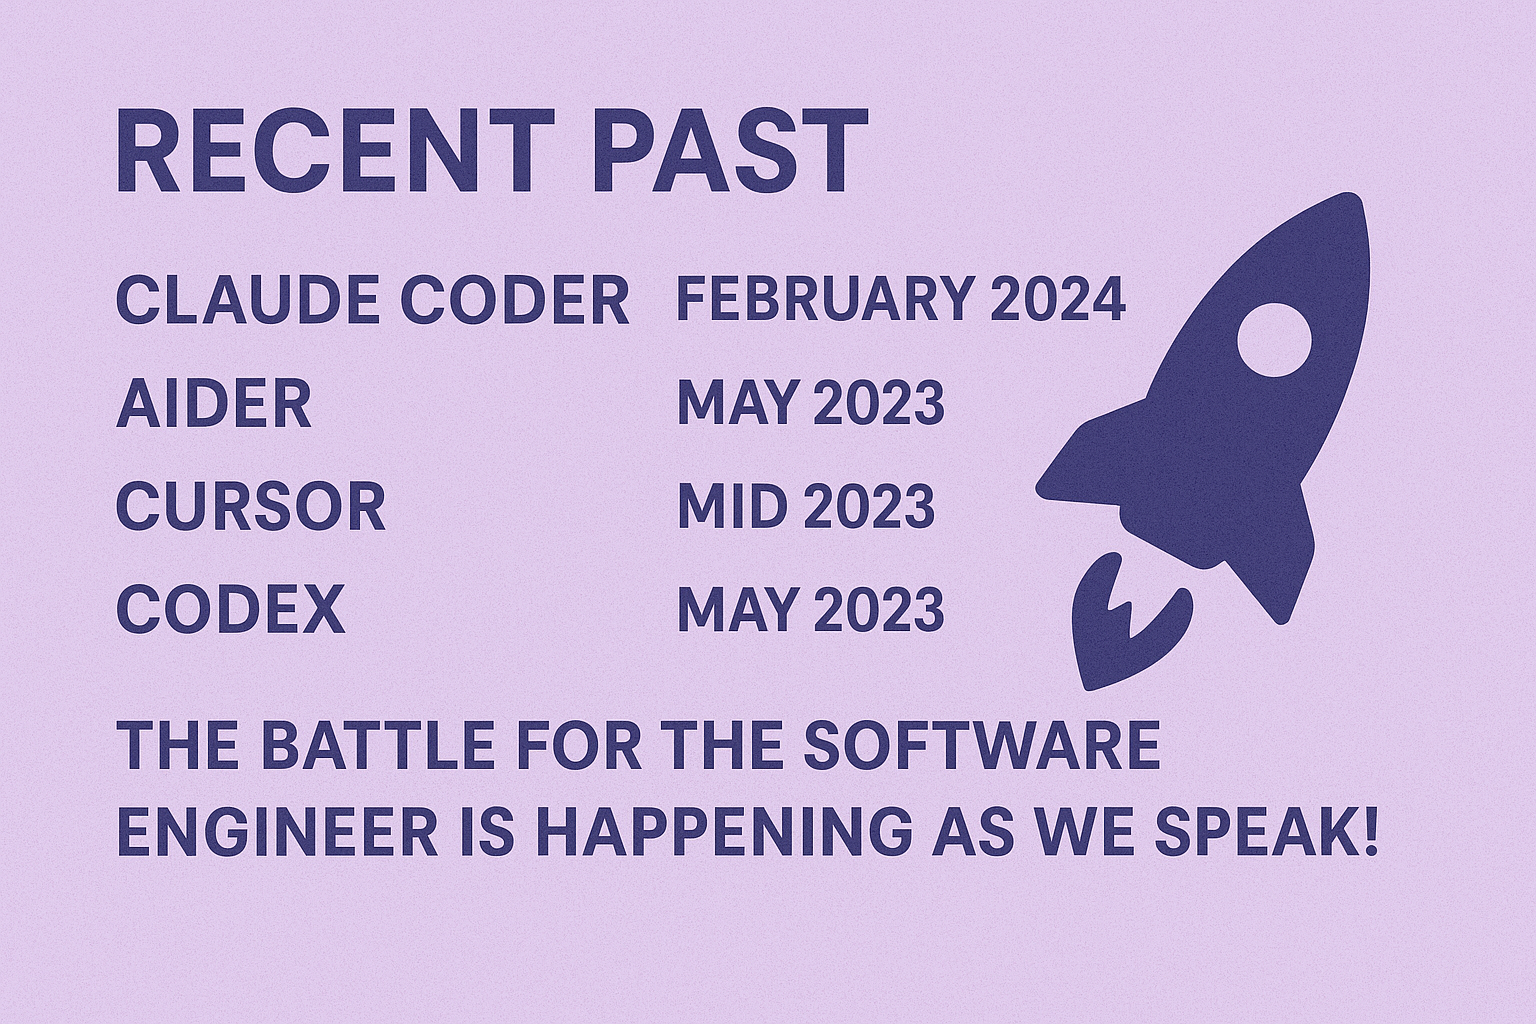 RECENT PAST
CLAUDE CODER FEBRUARY 2024
AIDER MAY 2023
CURSOR MID 2023
CODEX MAY 2023
THE BATTLE FOR THE SOFTWARE
ENGINEER IS HAPPENING AS WE SPEAK!